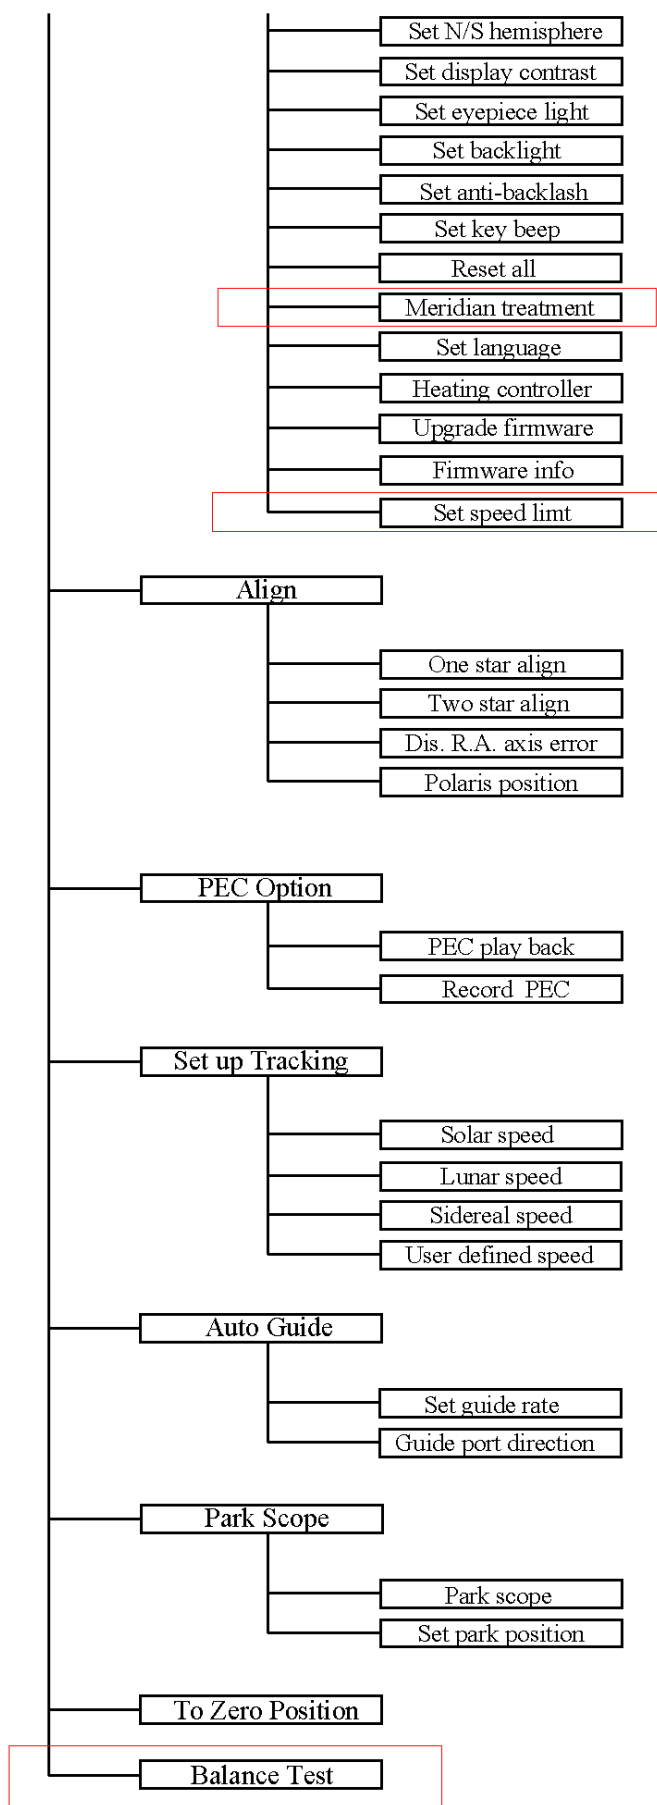 Set N/S hemisphere
Set display contrast
Set eyepiece light
Set backlight
Set anti-backlash
Set key beep
Reset all
Meridian treatment
Set language
Heating controller
Upgrade firmware
Firmware info
Set speed limt
Align
One star align
Two star align
Dis. R.A. axis error
Polaris position
PEC Option
PEC play back
Record PEC
Set up Tracking
Solar speed
Lunar speed
Sidereal speed
User defined speed
Auto Guide
Set guide rate
Guide port direction
Park Scope
Park scope
Set park position
To Zero Position
Balance Test